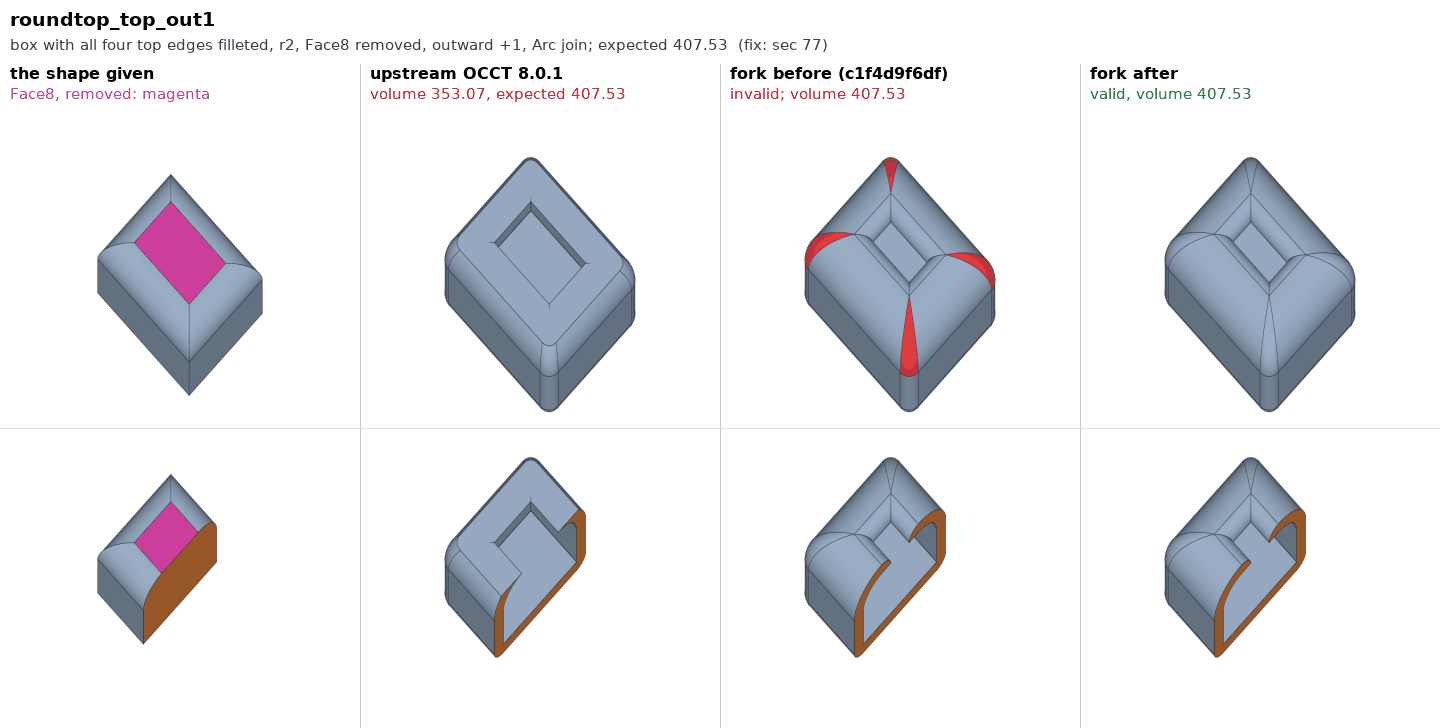 roundtop_top_out1
box with all four top edges filleted, r2, Face8 removed, outward +1, Arc join; expected 407.53  (fix: sec 77)
the shape given
Face8, removed: magenta
upstream OCCT 8.0.1
volume 353.07, expected 407.53
fork before (c1f4d9f6df)
invalid; volume 407.53
fork after
valid, volume 407.53